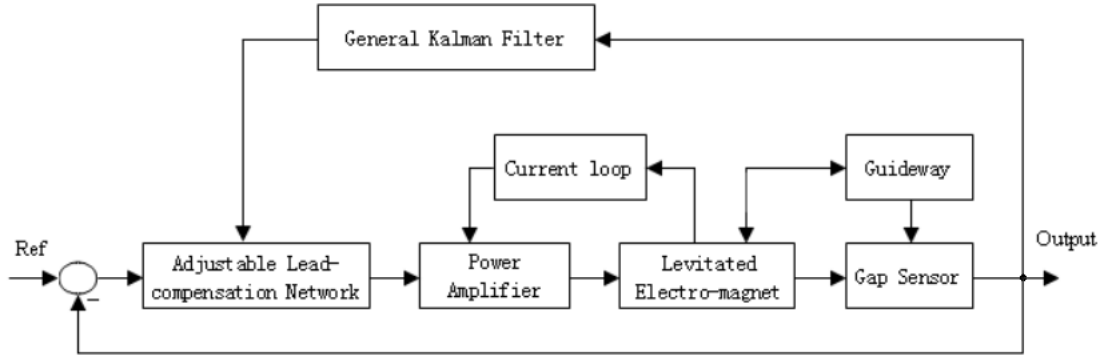 General Kalman Filter
Current loop
Guideway
Ref
Output
Adjustable Lead-
compensation Network
Power
Amplifier
Levitated
Electro-magnet
Gap Sensor